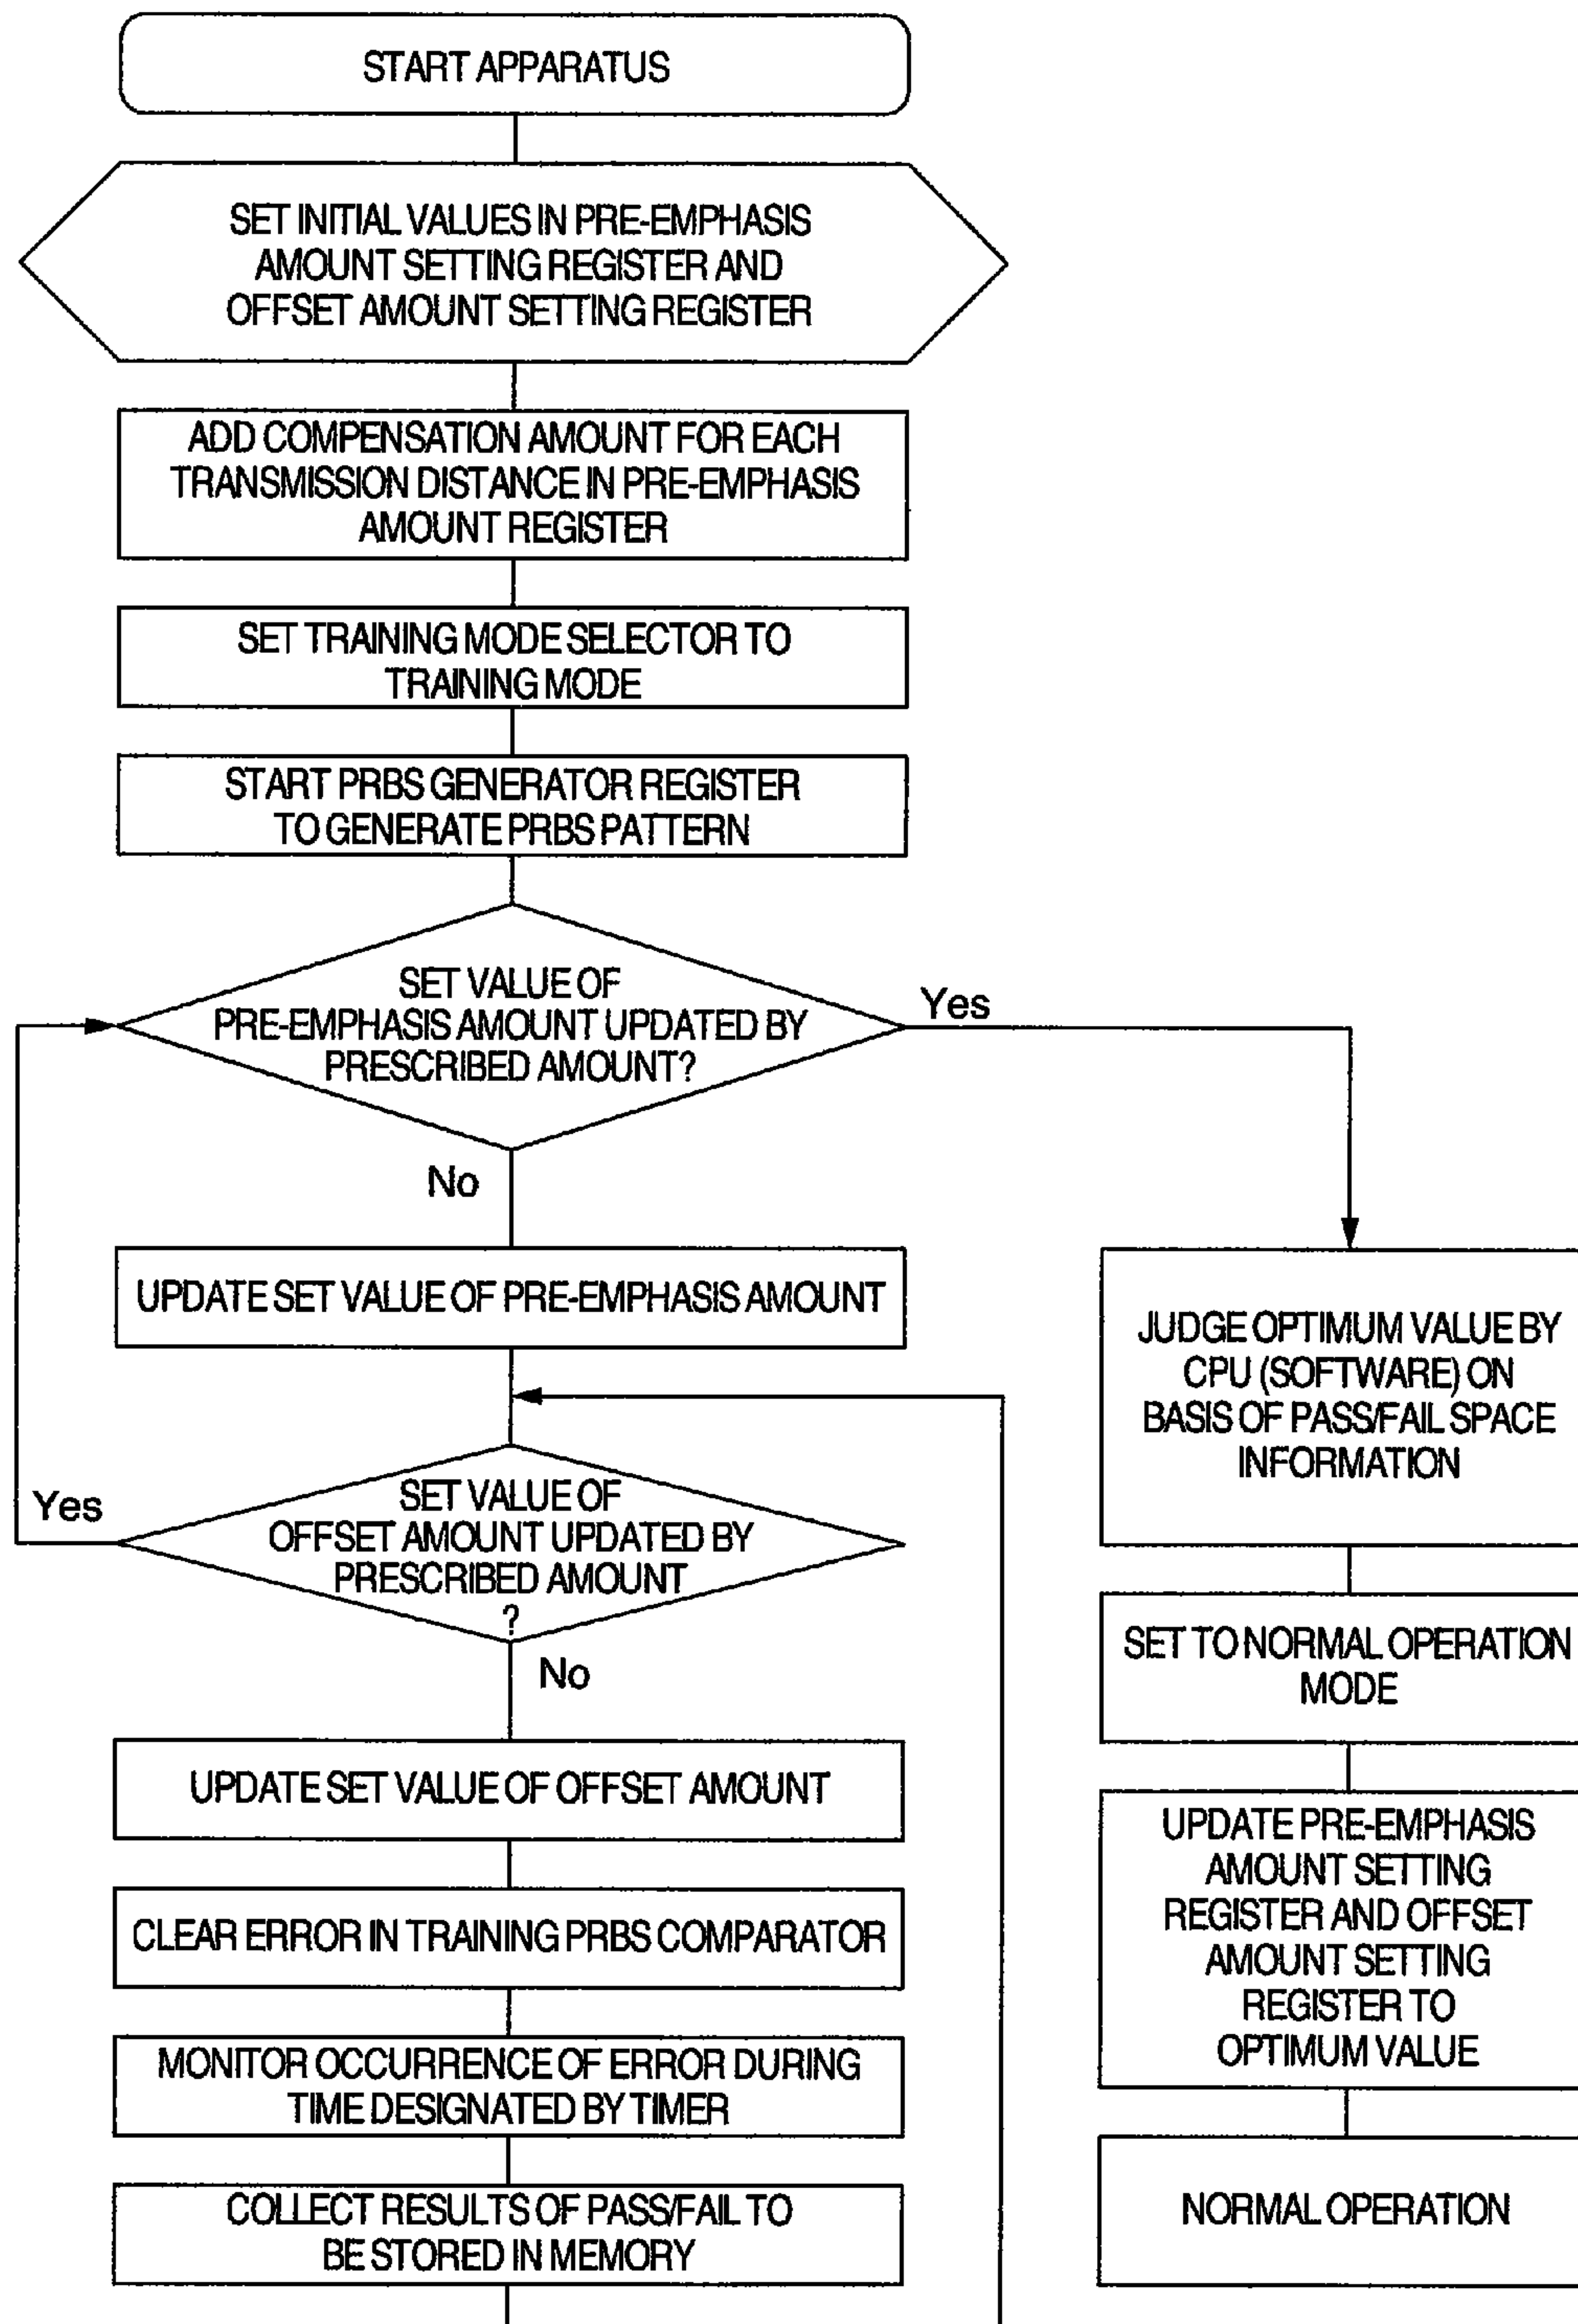 START APPARATUS
SET INITIAL VALUES IN PRE-EMPHASIS
AMOUNT SETTING REGISTER AND
OFFSET AMOUNT SETTING REGISTER
ADD COMPENSATION AMOUNT FOR EACH
TRANSMISSION DISTANCE IN PRE-EMPHASIS
AMOUNT REGISTER
SET TRAINING MODE SELECTOR TO
TRAINING MODE
START PRBS GENERATOR REGISTER
TO GENERATE PRBS PATTERN
SET VALUE OF
PRE-EMPHASIS AMOUNT UPDATED BY
PRESCRIBED AMOUNT?
Yes
No
UPDATE SET VALUE OF PRE-EMPHASIS AMOUNT
SET VALUE OF
OFFSET AMOUNT UPDATED BY
PRESCRIBED AMOUNT
?
Yes
No
UPDATE SET VALUE OF OFFSET AMOUNT
CLEAR ERROR IN TRAINING PRBS COMPARATOR
MONITOR OCCURRENCE OF ERROR DURING
TIME DESIGNATED BY TIMER
COLLECT RESULTS OF PASS/FAIL TO
BE STORED IN MEMORY
JUDGE OPTIMUM VALUE BY
CPU (SOFTWARE) ON
BASIS OF PASS/FAIL SPACE
INFORMATION
SET TO NORMAL OPERATION
MODE
UPDATE PRE-EMPHASIS
AMOUNT SETTING
REGISTER AND OFFSET
AMOUNT SETTING
REGISTER TO
OPTIMUM VALUE
NORMAL OPERATION